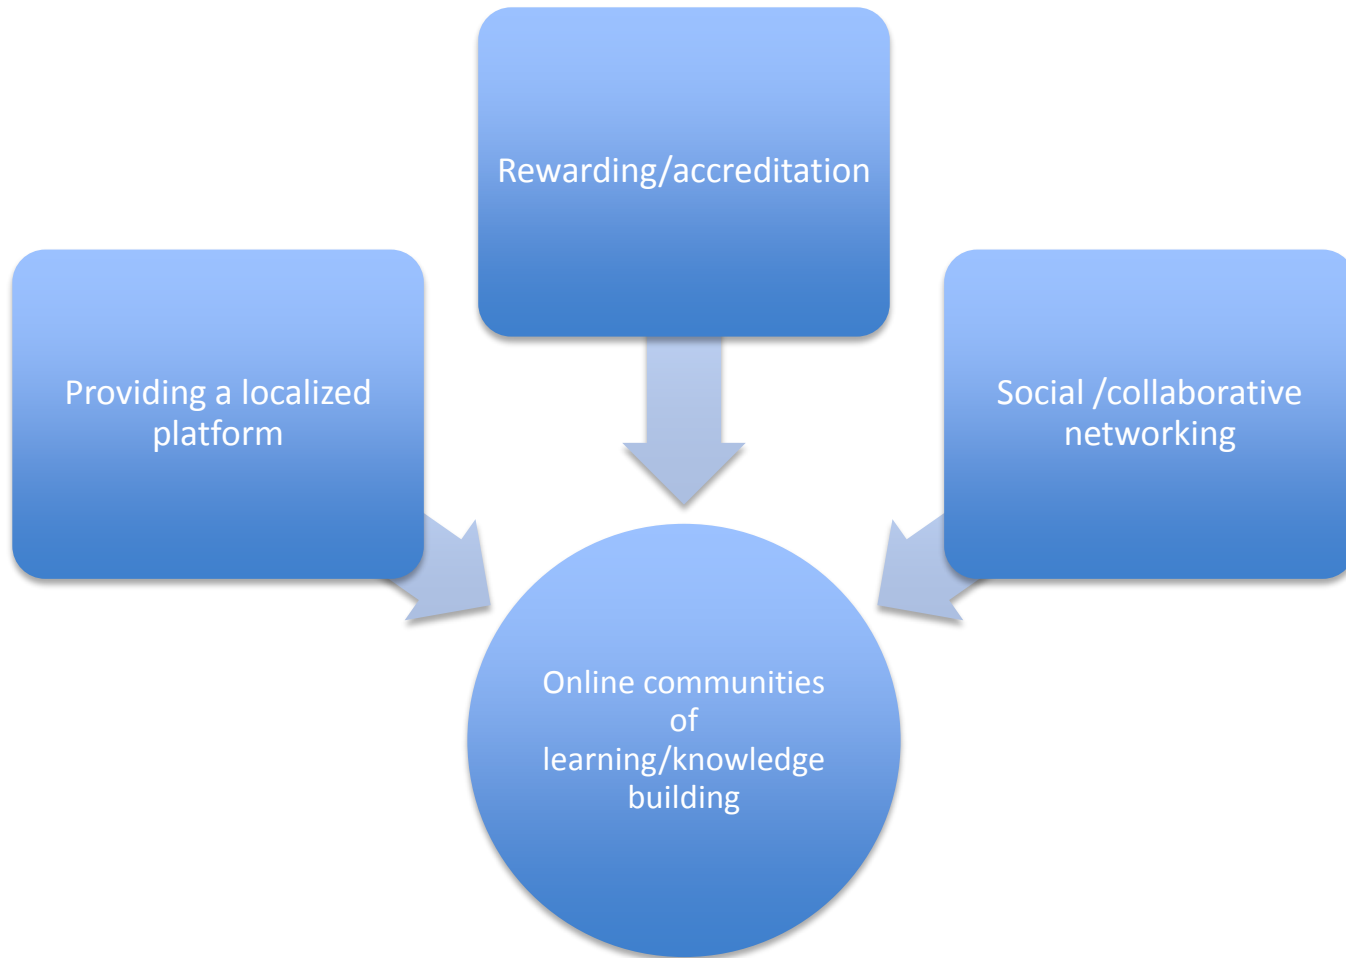 Rewarding/accreditation
Providing a localized
platform
Social /collaborative
networking
Online communities
of
learning/knowledge
building